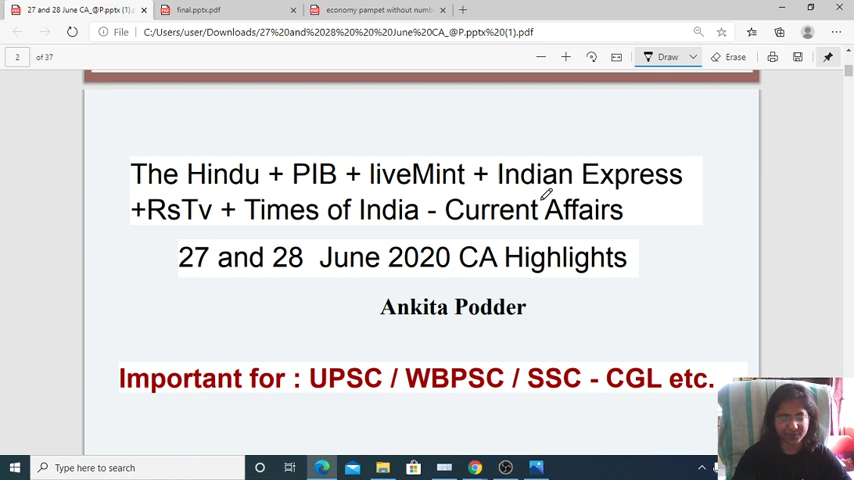 27 and 28 June CA_@P.pptx (1).p
final.pptx.pdf
economy pampet without numb
File
C:/Users/user/Downloads/27%20and%2028%20%20%20June%20CA_@P.pptx%20(1).pdf
2 of 37
Draw
Erase
The Hindu + PIB + liveMint + Indian Express
+RsTv + Times of India - Current Affairs
27 and 28 June 2020 CA Highlights
Ankita Podder
Important for : UPSC / WBPSC / SSC - CGL etc.
Type here to search